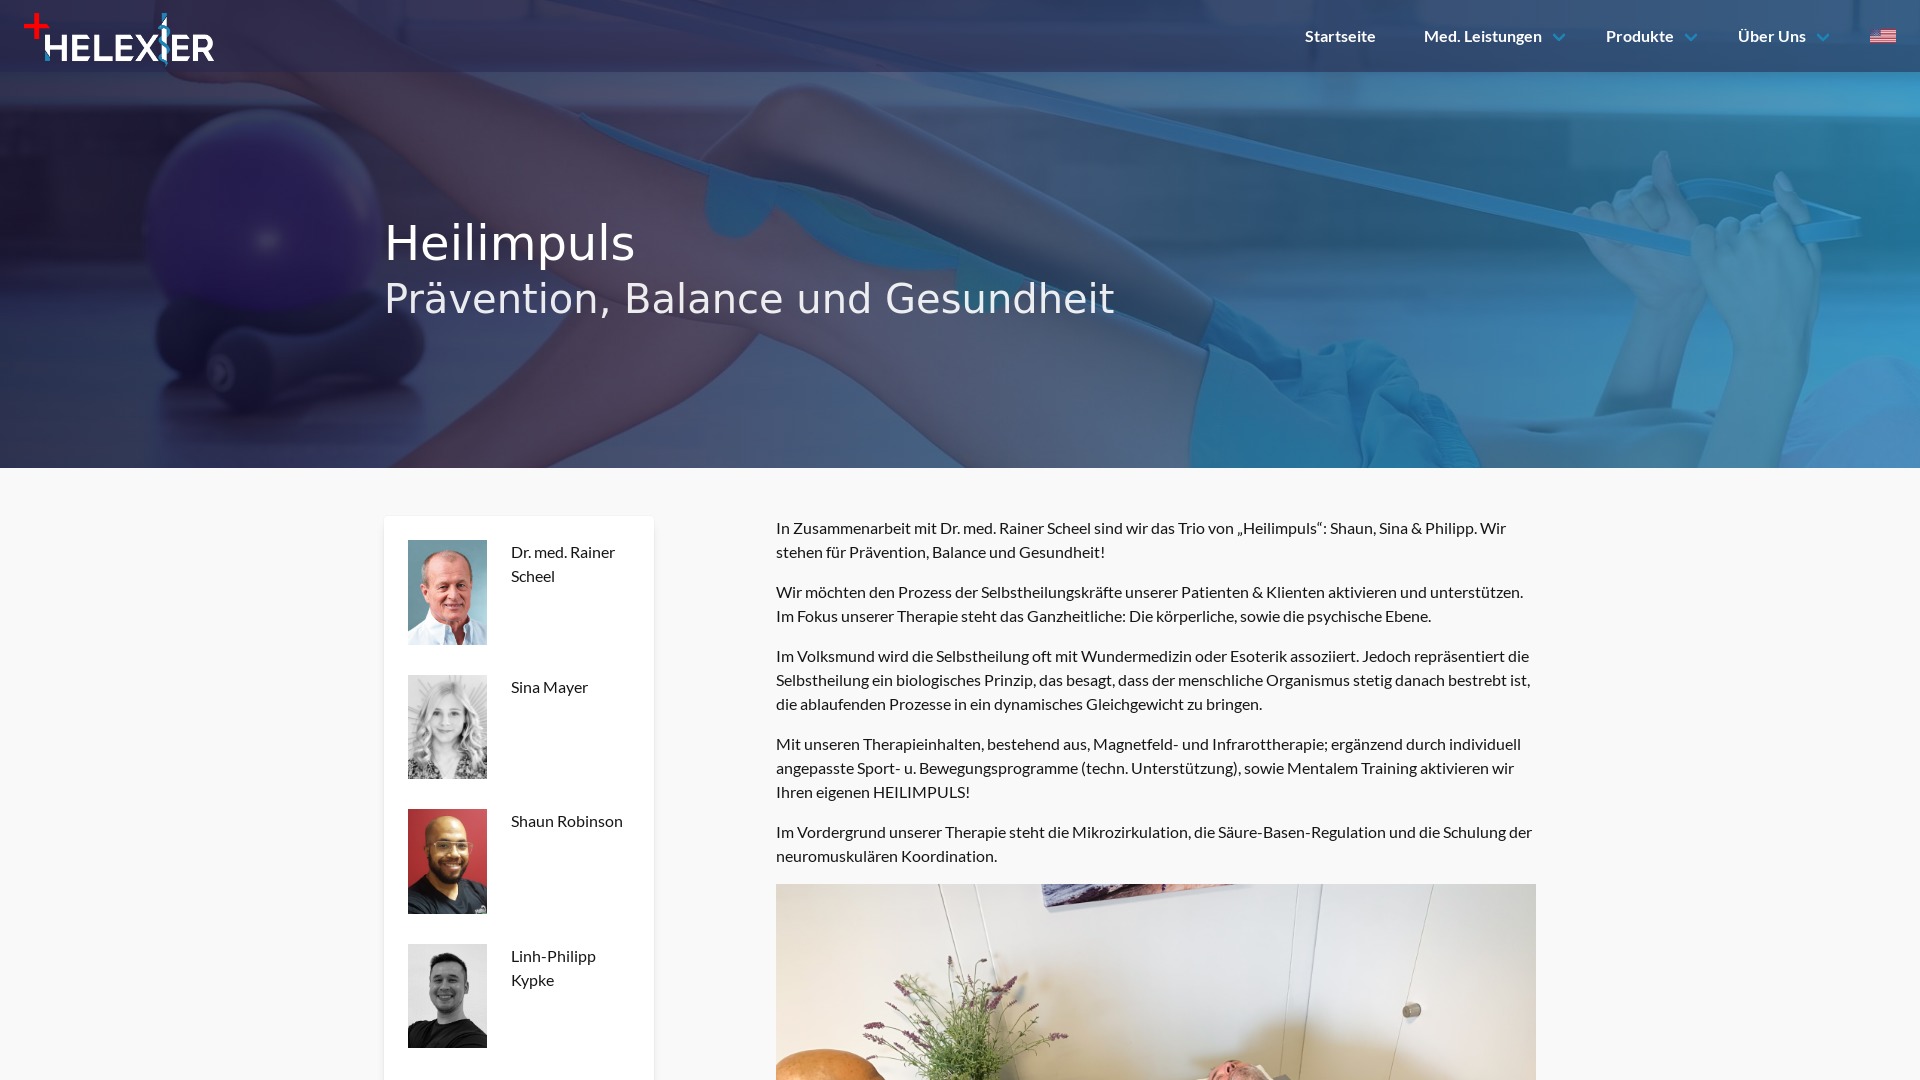 HELEXIER
Startseite
Med. Leistungen
Produkte
Über Uns
Heilimpuls
Prävention, Balance und Gesundheit
Dr. med. Rainer
Scheel
Sina Mayer
Shaun Robinson
Linh-Philipp
Kypke
In Zusammenarbeit mit Dr. med. Rainer Scheel sind wir das Trio von „Heilimpuls“: Shaun, Sina & Philipp. Wir
stehen für Prävention, Balance und Gesundheit!
Wir möchten den Prozess der Selbstheilungskräfte unserer Patienten & Klienten aktivieren und unterstützen.
Im Fokus unserer Therapie steht das Ganzheitliche: Die körperliche, sowie die psychische Ebene.
Im Volksmund wird die Selbstheilung oft mit Wundermedizin oder Esoterik assoziiert. Jedoch repräsentiert die
Selbstheilung ein biologisches Prinzip, das besagt, dass der menschliche Organismus stetig danach bestrebt ist,
die ablaufenden Prozesse in ein dynamisches Gleichgewicht zu bringen.
Mit unseren Therapieinhalten, bestehend aus, Magnetfeld- und Infrarottherapie; ergänzend durch individuell
angepasste Sport- u. Bewegungsprogramme (techn. Unterstützung), sowie Mentalem Training aktivieren wir
Ihren eigenen HEILIMPULS!
Im Vordergrund unserer Therapie steht die Mikrozirkulation, die Säure-Basen-Regulation und die Schulung der
neuromuskulären Koordination.